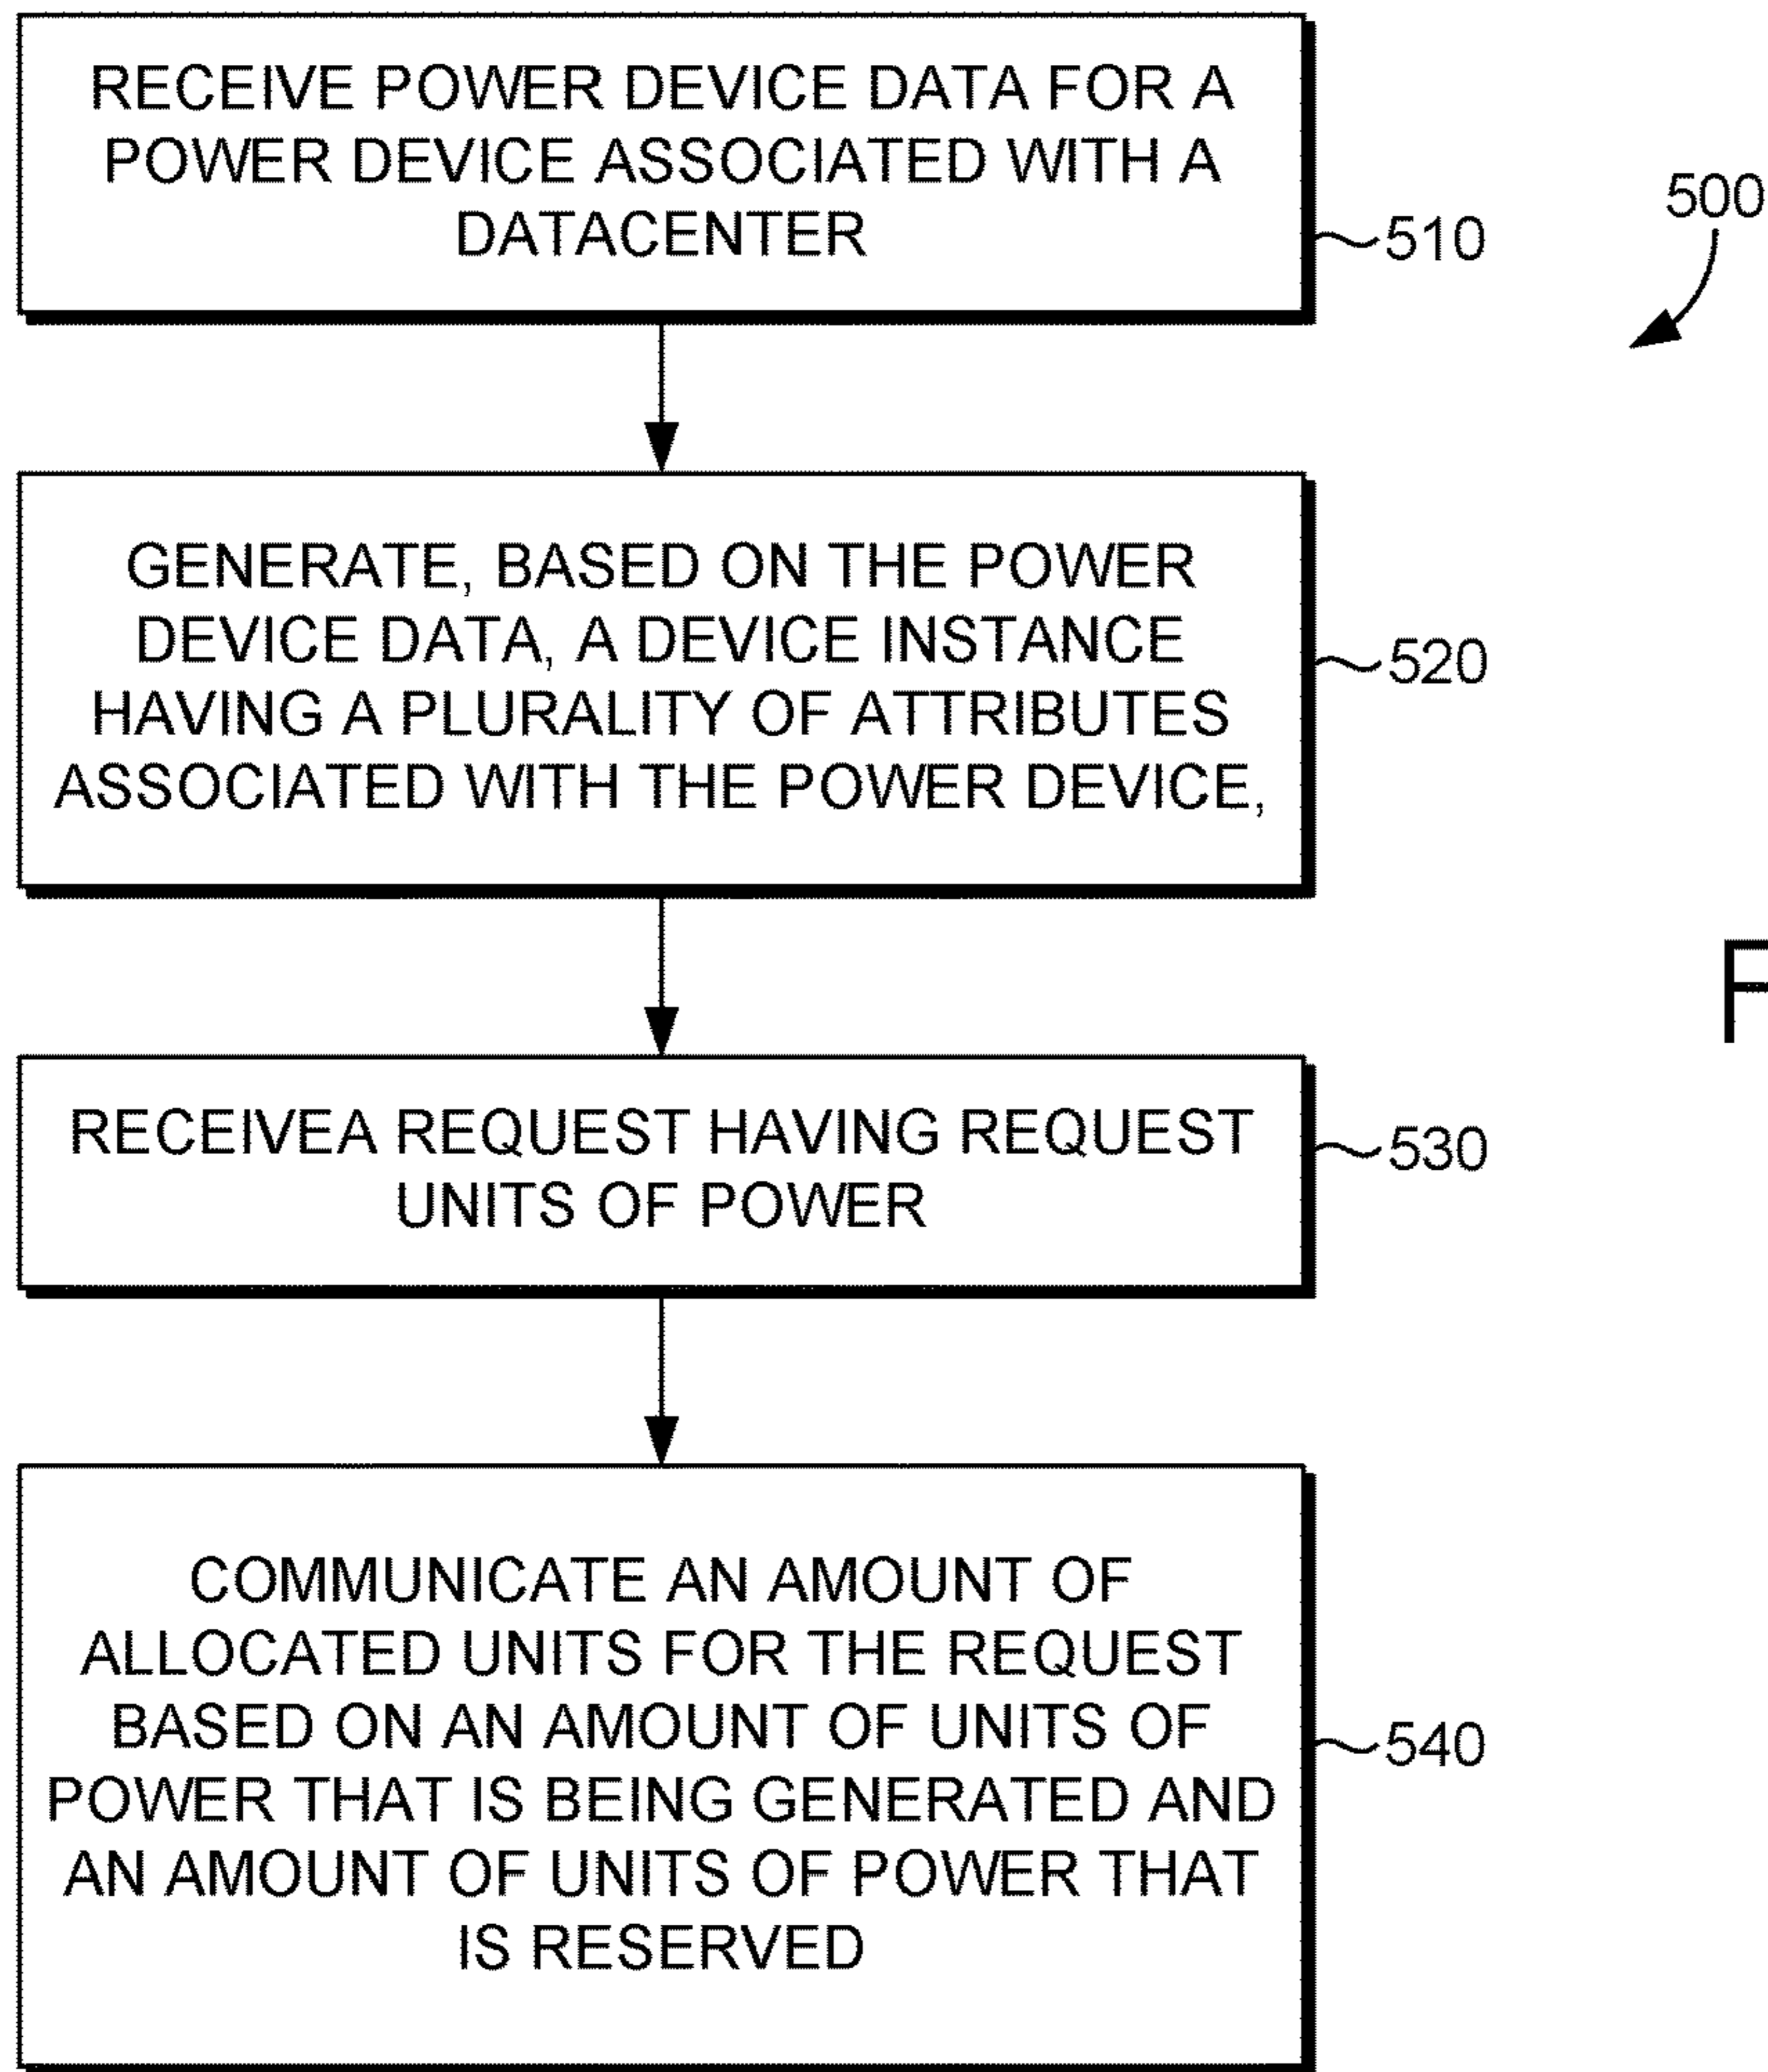 RECEIVE POWER DEVICE DATA FOR A
POWER DEVICE ASSOCIATED WITH A
DATACENTER
510
500
GENERATE, BASED ON THE POWER
DEVICE DATA, A DEVICE INSTANCE
HAVING A PLURALITY OF ATTRIBUTES
ASSOCIATED WITH THE POWER DEVICE,
520
F
RECEIVEA REQUEST HAVING REQUEST
UNITS OF POWER
530
COMMUNICATE AN AMOUNT OF
ALLOCATED UNITS FOR THE REQUEST
BASED ON AN AMOUNT OF UNITS OF
POWER THAT IS BEING GENERATED AND
AN AMOUNT OF UNITS OF POWER THAT
IS RESERVED
540